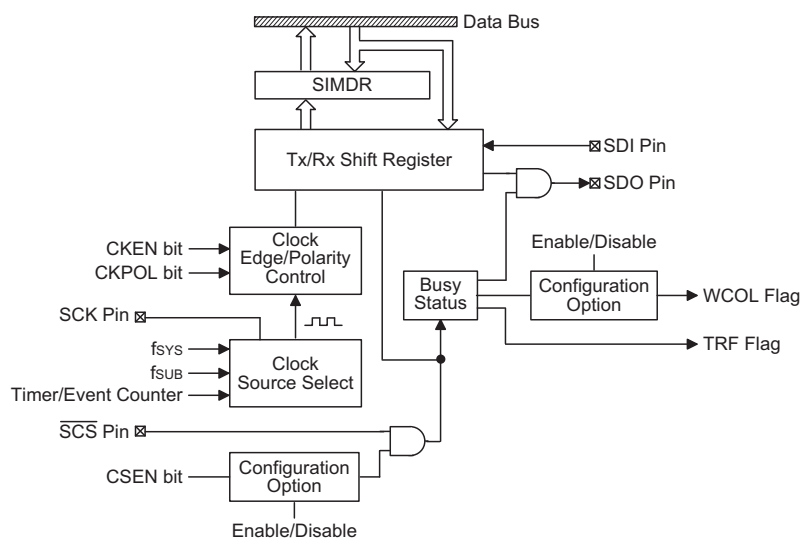 Data Bus
SIMDR
Tx/Rx Shift Register
SDI Pin
SDO Pin
CKEN bit
CKPOL bit
Clock
Edge/Polarity
Control
Enable/Disable
Busy
Status
Configuration
Option
WCOL Flag
TRF Flag
SCK Pin
fSYS
fSUB
Timer/Event Counter
Clock
Source Select
SCS Pin
CSEN bit
Configuration
Option
Enable/Disable